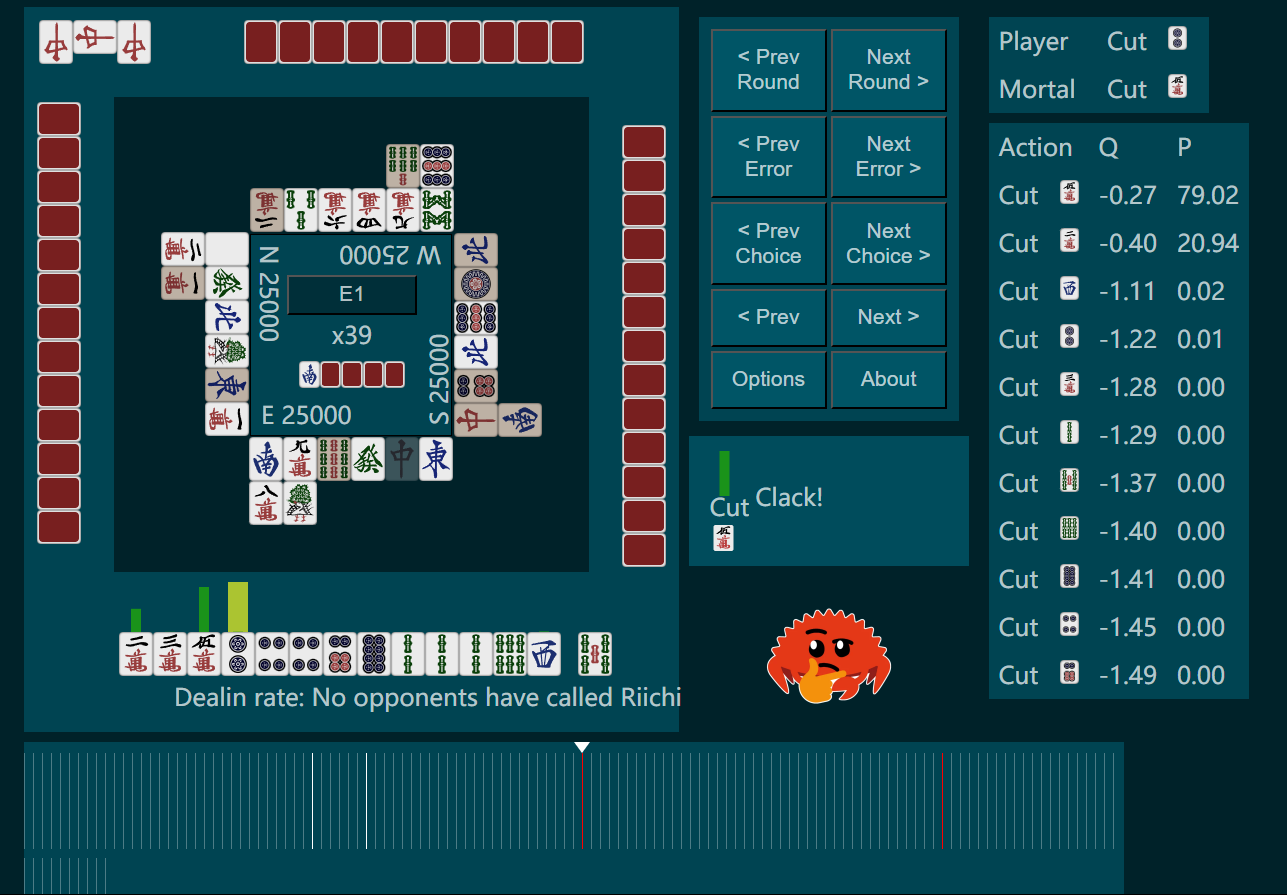 N 25000
W 25000
E1
x39
E 25000
S 25000
Dealin rate: No opponents have called Riichi
< Prev
Round
Next
Round >
< Prev
Error
Next
Error >
< Prev
Choice
Next
Choice >
< Prev
Next >
Options
About
Cut
Clack!
Player Cut
Mortal Cut
Action Q P
Cut -0.27 79.02
Cut -0.40 20.94
Cut -1.11 0.02
Cut -1.22 0.01
Cut -1.28 0.00
Cut -1.29 0.00
Cut -1.37 0.00
Cut -1.40 0.00
Cut -1.41 0.00
Cut -1.45 0.00
Cut -1.49 0.00